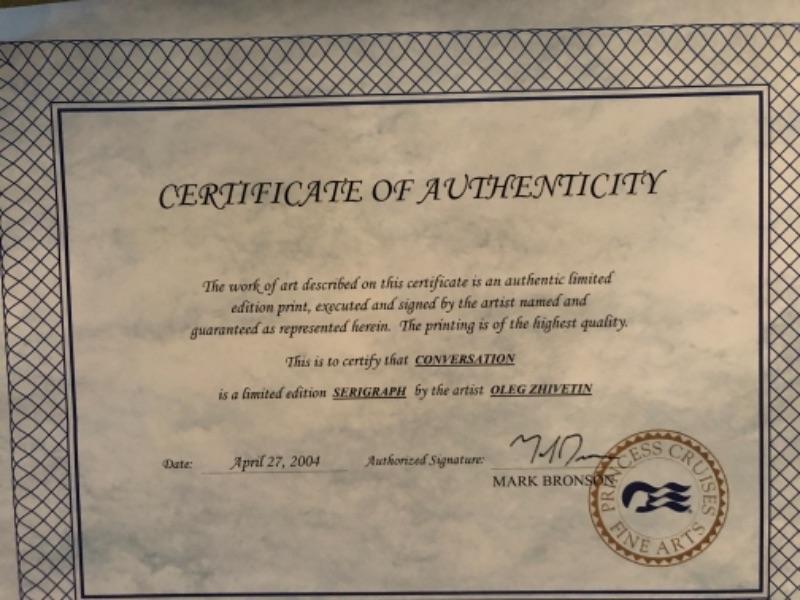 CERTIFICATE OF AUTHENTICITY
The work of art described on this certificate is an authentic limited
edition print, executed and signed by the artist named and
guaranteed as represented herein. The printing is of the highest quality.
This is to certify that CONVERSATION
is a limited edition SERIGRAPH by the artist OLEG ZHIVETIN
Date: April 27, 2004 Authorized Signature:
MARK BRONSON
PRINCESS CRUISES
FINE ARTS